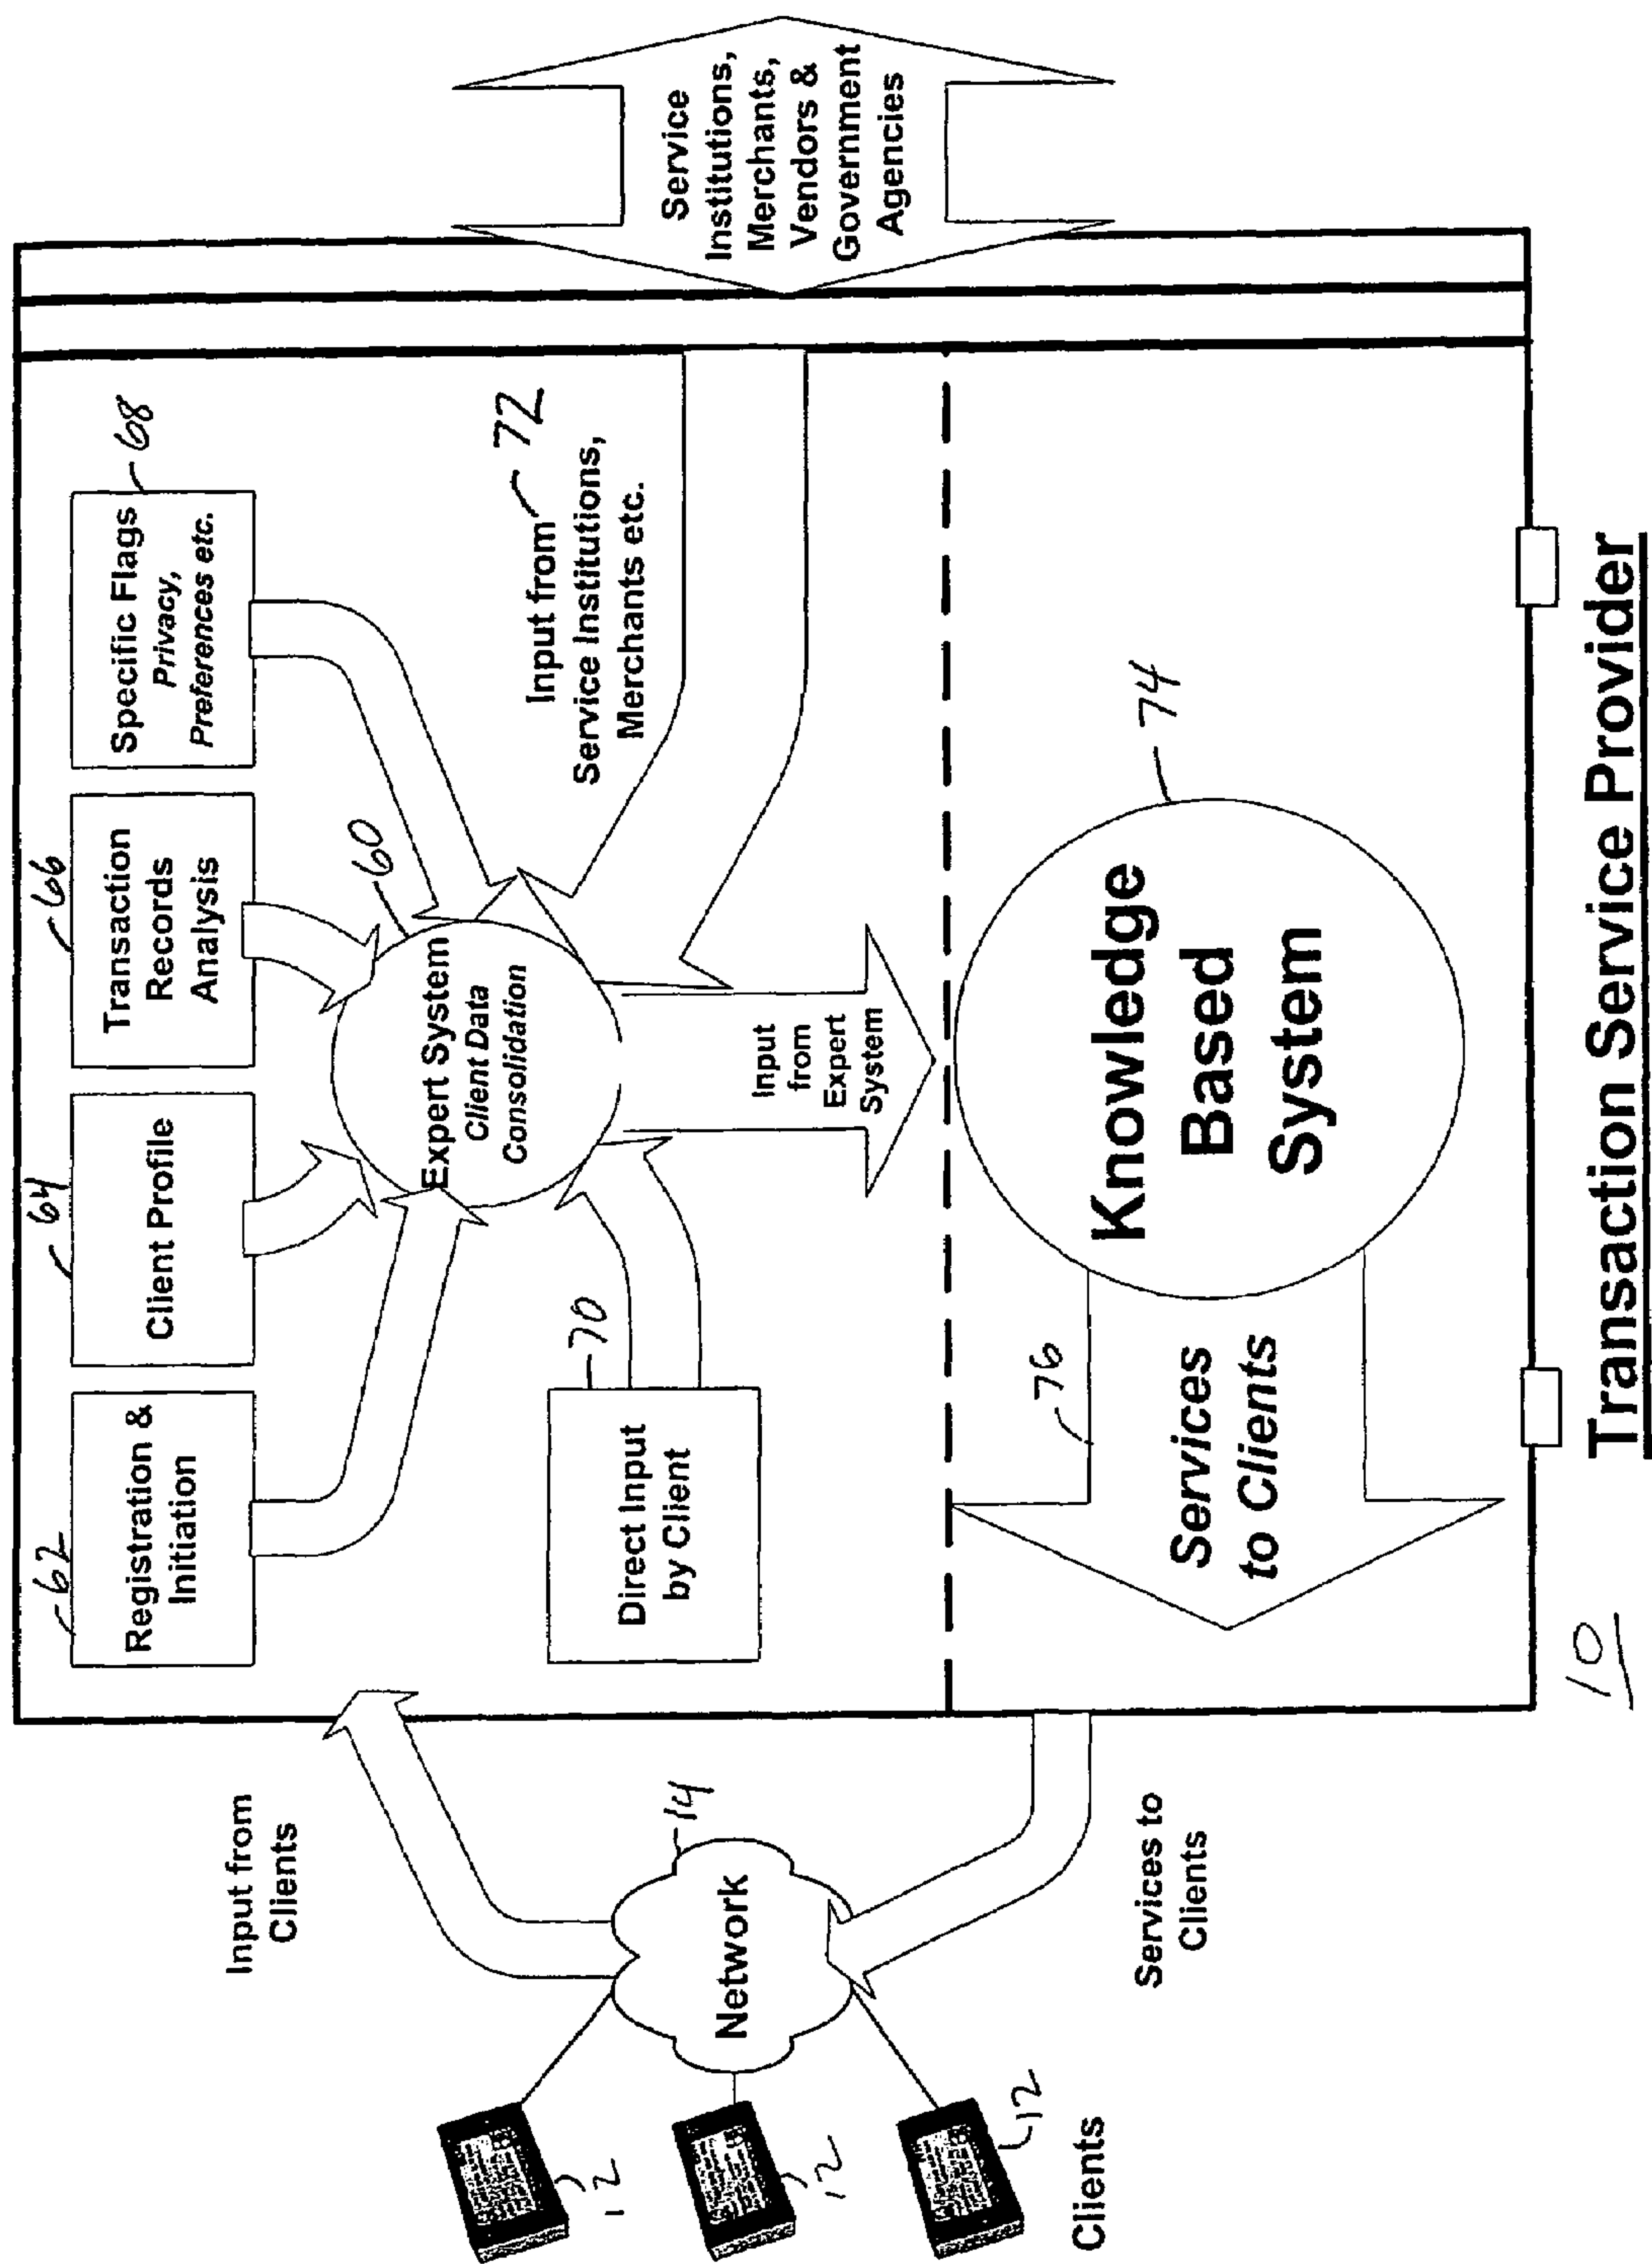 62
Registration &
Initiation
64
Client Profile
66
Transaction
Records
Analysis
Specific Flags
Privacy,
Preferences etc.
68
60
Expert System
Client Data
Consolidation
Input from
Service Institutions,
Merchants etc.
72
70
Direct Input
by Client
Input
from
Expert
System
Input from
Clients
Network
14
12
12
12
Clients
Services to
Clients
76
Services
to Clients
Knowledge
Based
System
74
Service
Institutions,
Merchants,
Vendors &
Government
Agencies
10
Transaction Service Provider